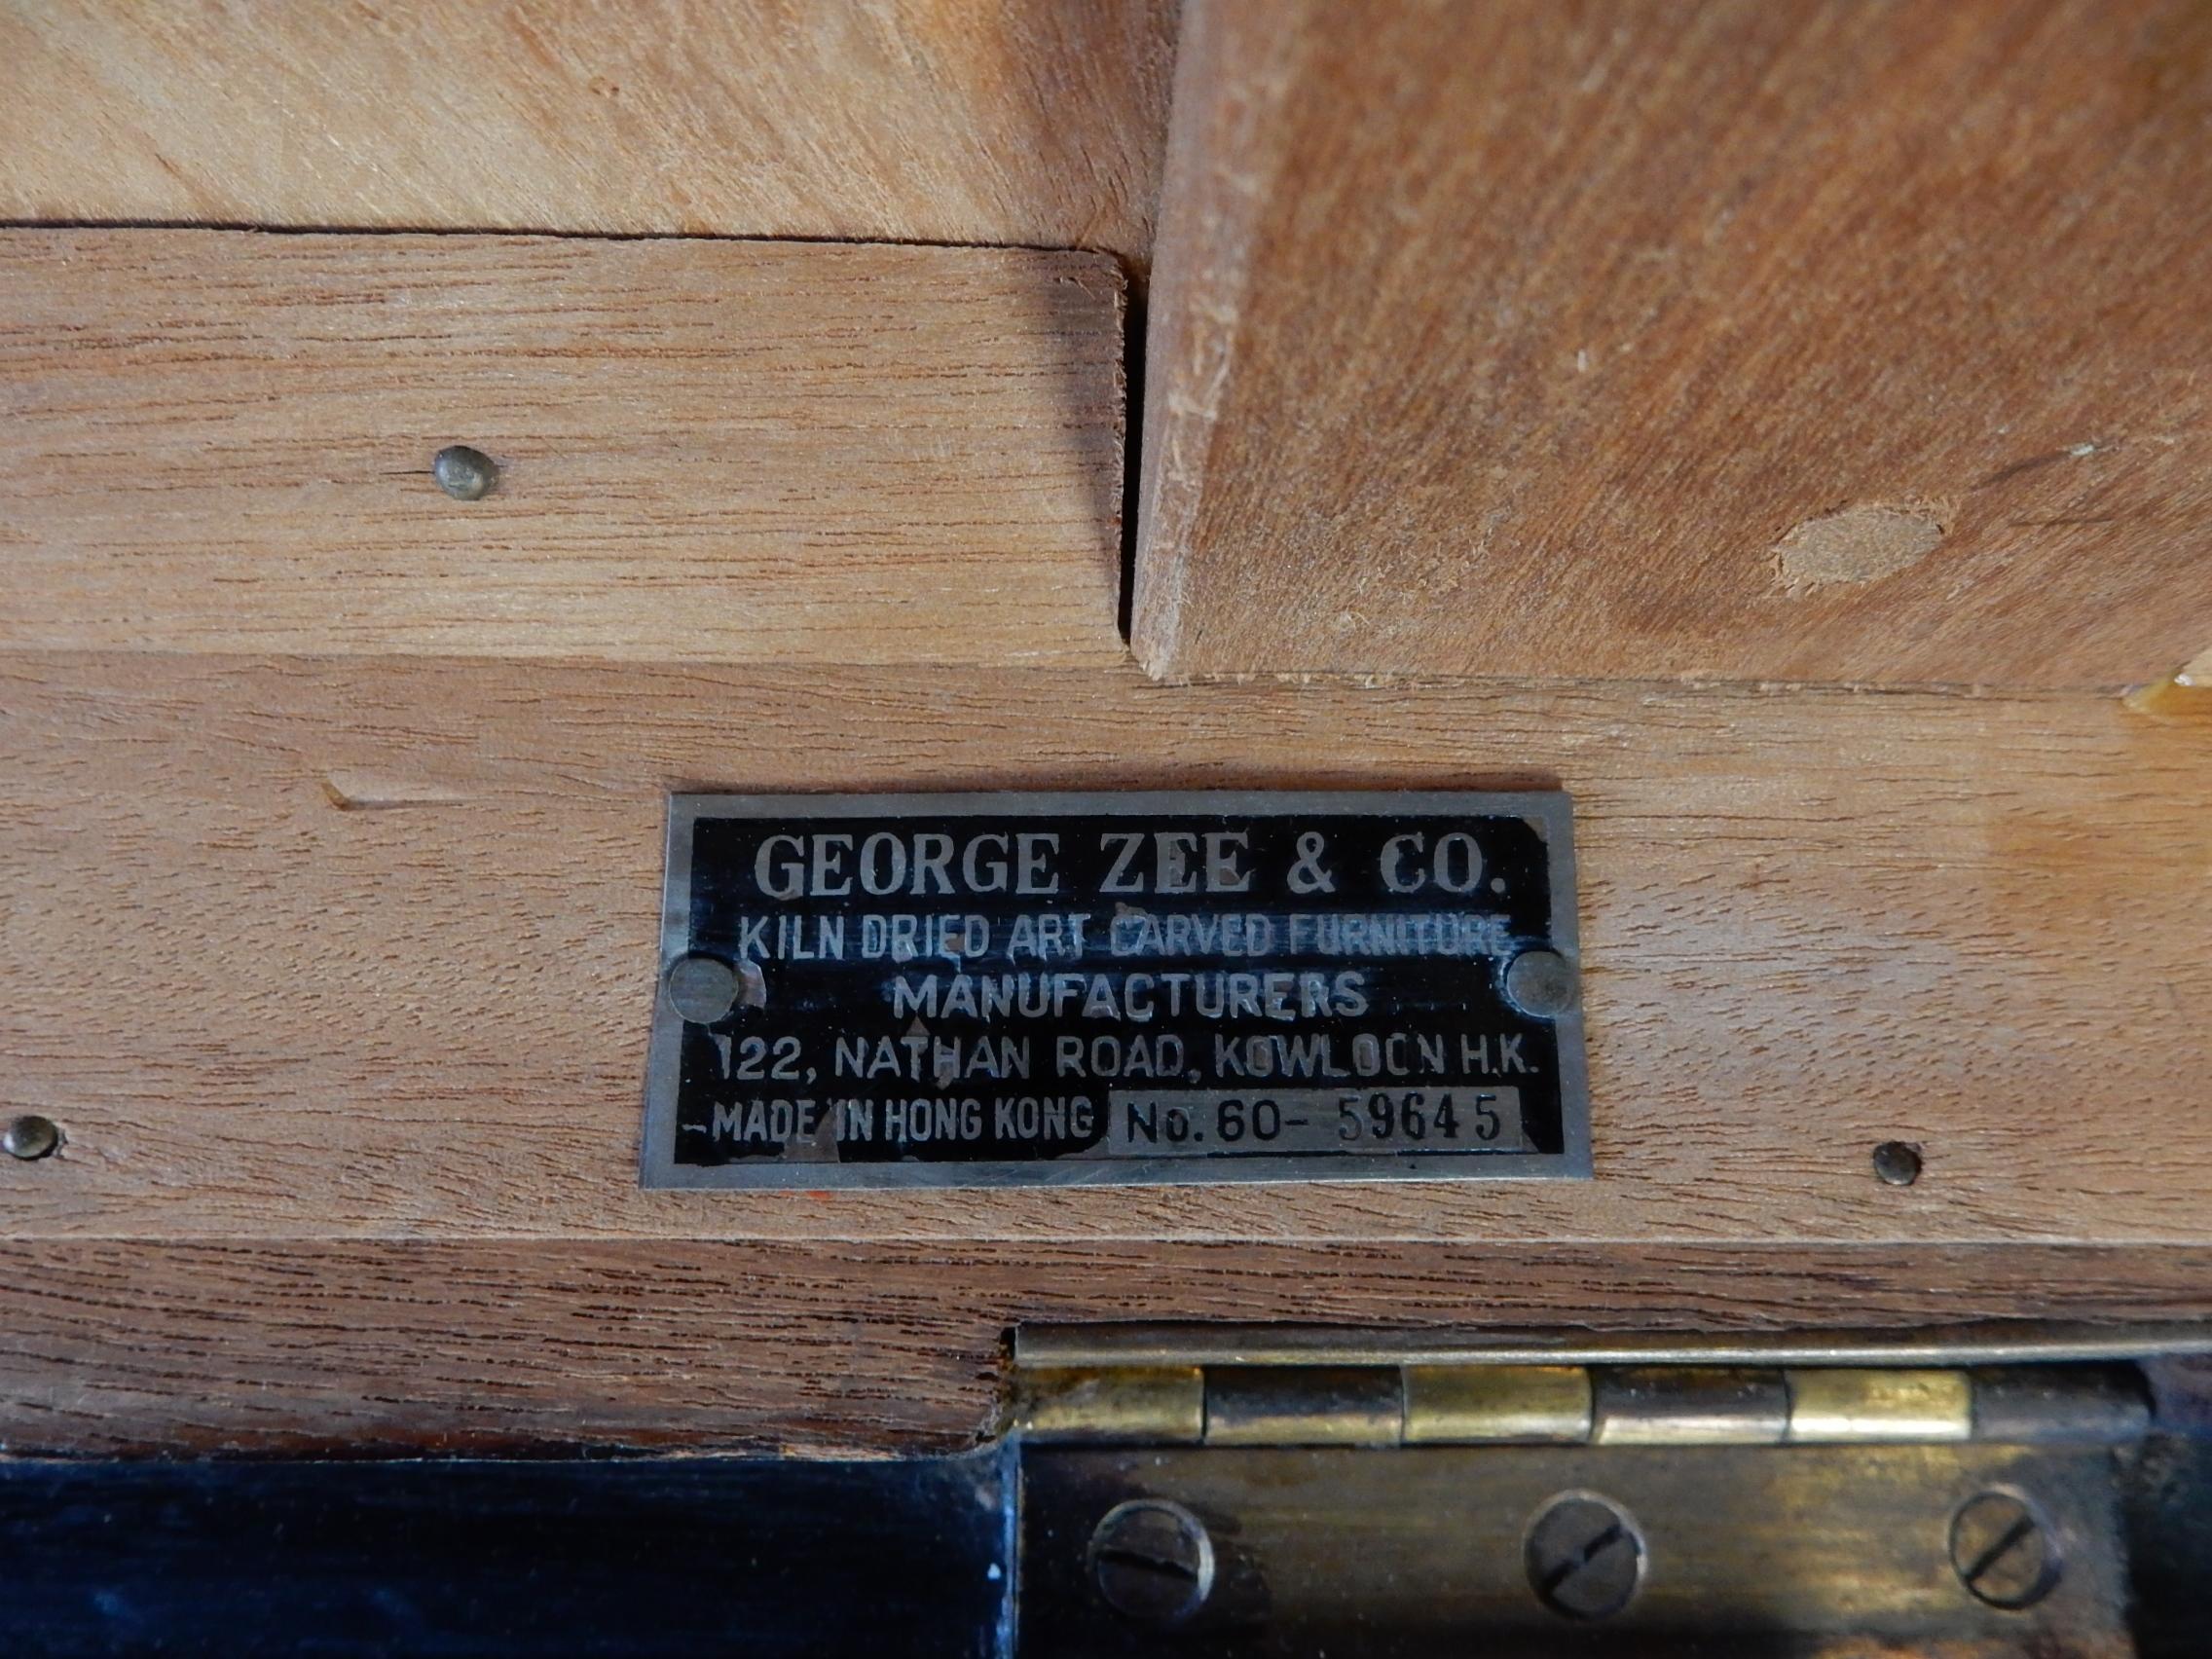 GEORGE ZEE & CO.
KILN DRIED ART CARVED FURNITURE
MANUFACTURERS
122, NATHAN ROAD, KOWLOON H.K.
MADE IN HONG KONG No. 60- 59645